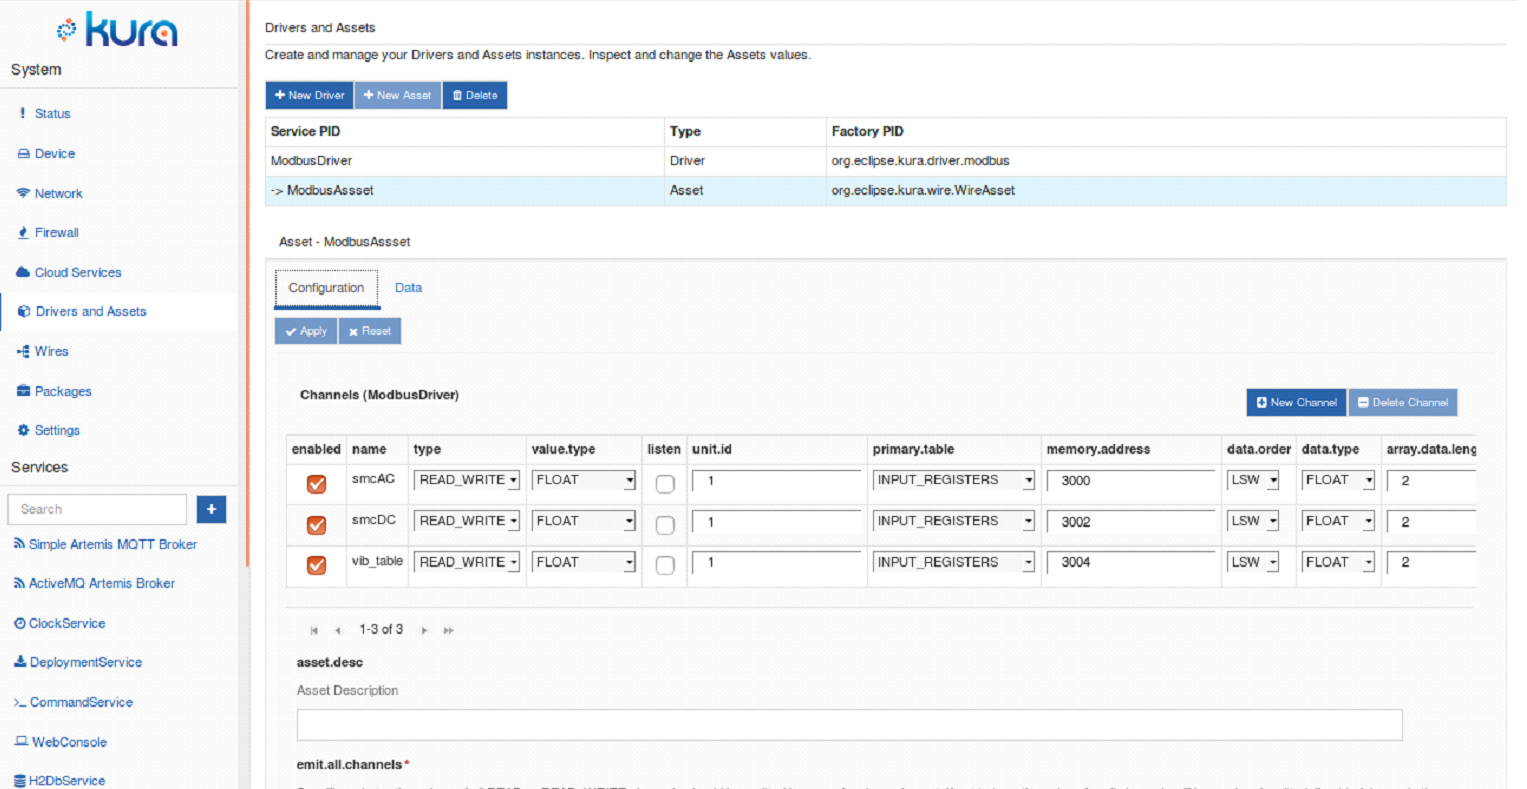 kura
System
Status
Device
Network
Firewall
Cloud Services
Drivers and Assets
Wires
Packages
Settings
Services
Search
+
Simple Artemis MQTT Broker
ActiveMQ Artemis Broker
ClockService
DeploymentService
>_ CommandService
WebConsole
H2DbService
Drivers and Assets
Create and manage your Drivers and Assets instances. Inspect and change the Assets values.
+ New Driver + New Asset Delete
Service PID Type Factory PID
ModbusDriver Driver org.eclipse.kura.driver.modbus
-> ModbusAssset Asset org.eclipse.kura.wire.WireAsset
Asset - ModbusAssset
Configuration Data
Apply Reset
Channels (ModbusDriver) New Channel Delete Channel
enabled name type value.type listen unit.id primary.table memory.address data.order data.type array.data.leng
smcAC READ_WRITE FLOAT 1 INPUT_REGISTERS 3000 LSW FLOAT 2
smcDC READ_WRITE FLOAT 1 INPUT_REGISTERS 3002 LSW FLOAT 2
vib_table READ_WRITE FLOAT 1 INPUT_REGISTERS 3004 LSW FLOAT 2
1-3 of 3
asset.desc
Asset Description
emit.all.channels*